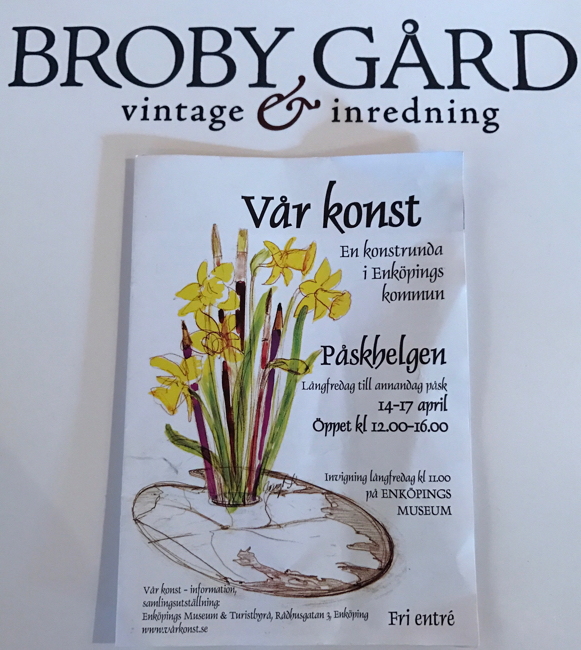 BROBY GÅRD
vintage & inredning
Vår konst
En konstrunda
i Enköpings
kommun
Påskhelgen
Långfredag till annandag påsk
14-17 april
Öppet kl 12.00-16.00
Invigning långfredag kl 11.00
på ENKÖPINGS
MUSEUM
Vår konst - information,
samlingsutställning:
Enköpings Museum & Turistbyrå, Rådhusgatan 3, Enköping
www.vårkonst.se
Fri entré